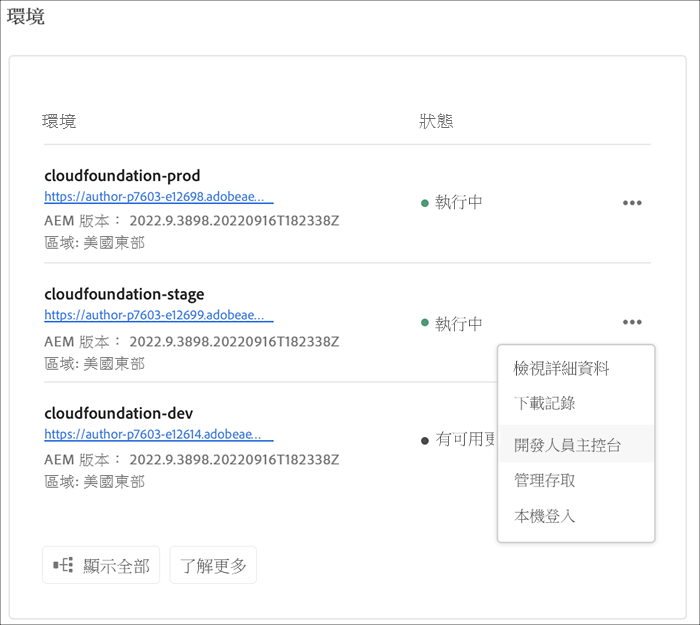 環境
環境 狀態
cloudfoundation-prod
https://author-p7603-e12698.adobeae...
執行中
AEM 版本： 2022.9.3898.20220916T182338Z
區域: 美國東部
cloudfoundation-stage
https://author-p7603-e12699.adobeae...
執行中
AEM 版本： 2022.9.3898.20220916T182338Z
區域: 美國東部
cloudfoundation-dev
https://author-p7603-e12614.adobeae...
有可用更
AEM 版本： 2022.9.3898.20220916T182338Z
區域: 美國東部
檢視詳細資料
下載記錄
開發人員主控台
管理存取
本機登入
顯示全部 了解更多